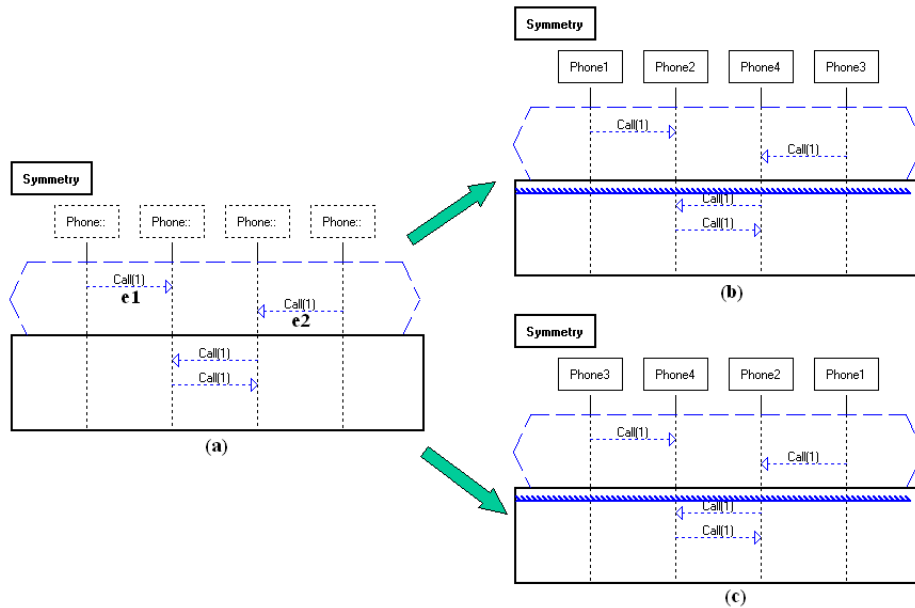 Symmetry
Phone::
Phone::
Phone::
Phone::
Call(1)
e1
Call(1)
e2
Call(1)
Call(1)
(a)
Symmetry
Phone1
Phone2
Phone4
Phone3
Call(1)
Call(1)
Call(1)
Call(1)
(b)
Symmetry
Phone3
Phone4
Phone2
Phone1
Call(1)
Call(1)
Call(1)
Call(1)
(c)